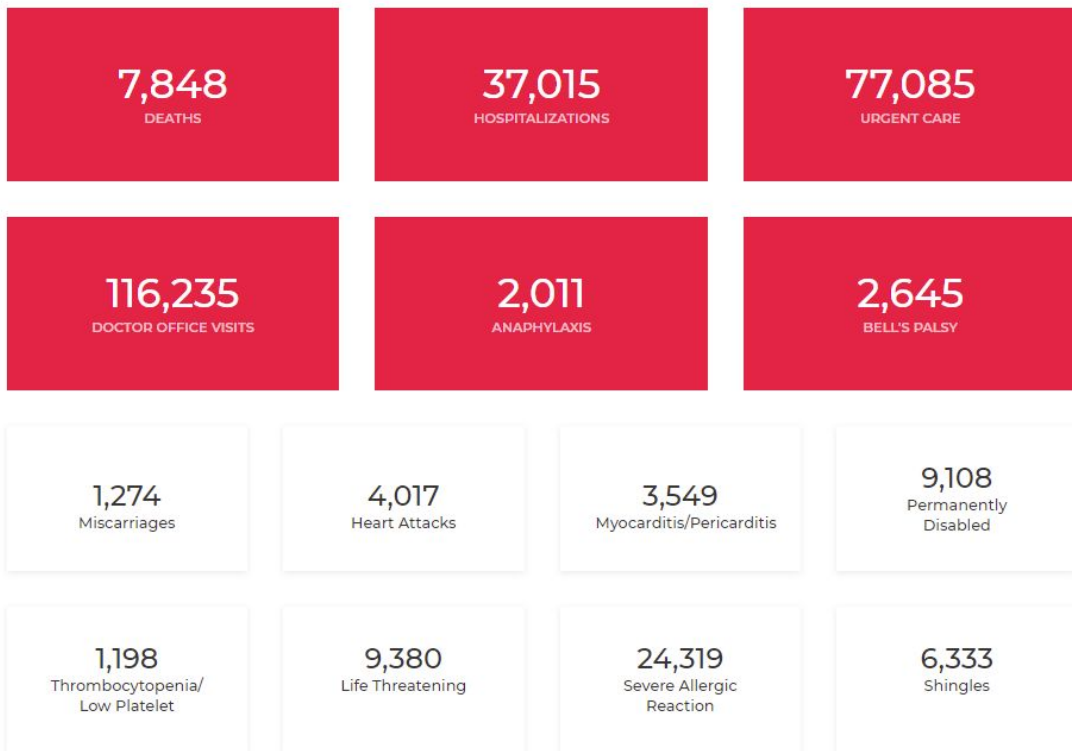 7,848
DEATHS
37,015
HOSPITALIZATIONS
77,085
URGENT CARE
116,235
DOCTOR OFFICE VISITS
2,011
ANAPHYLAXIS
2,645
BELL'S PALSY
1,274
Miscarriages
4,017
Heart Attacks
3,549
Myocarditis/Pericarditis
9,108
Permanently
Disabled
1,198
Thrombocytopenia/
Low Platelet
9,380
Life Threatening
24,319
Severe Allergic
Reaction
6,333
Shingles